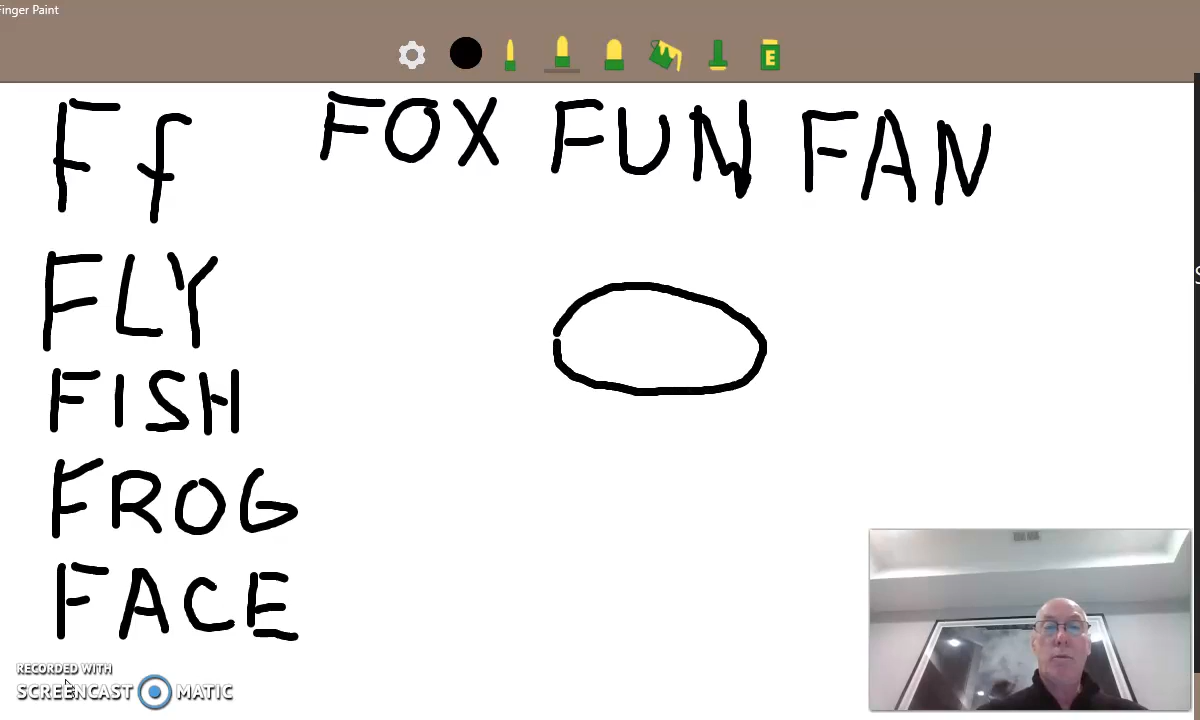 Finger Paint
E
Ff FOX FUN FAN
FLY
FISH
FROG
FACE
RECORDED WITH
SCREENCAST MATIC